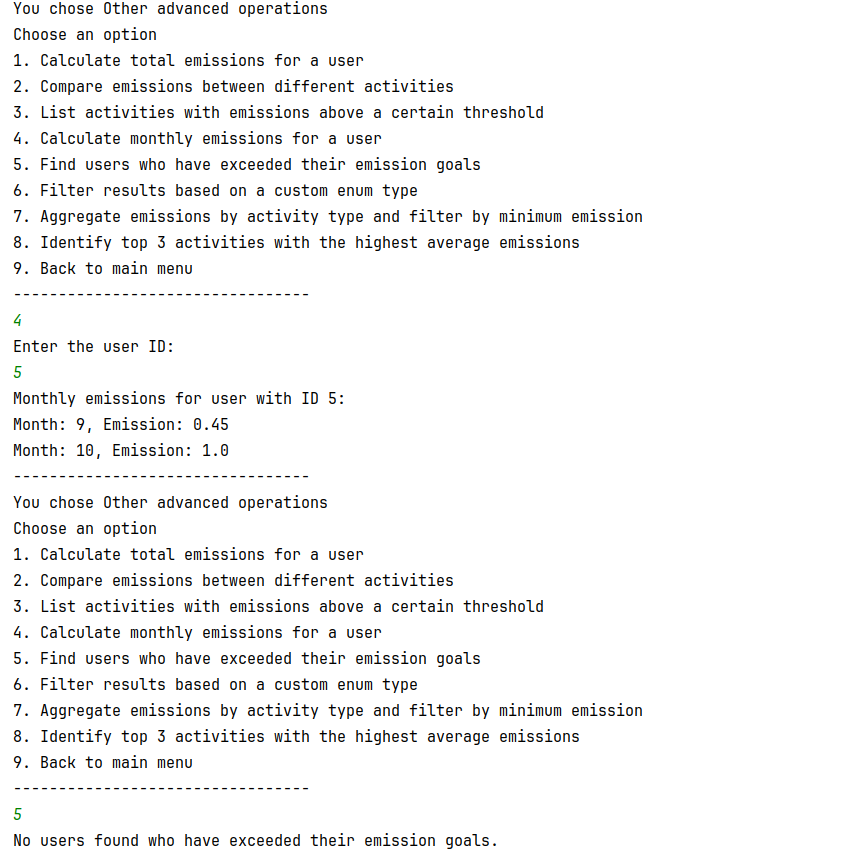 You chose Other advanced operations
Choose an option
1. Calculate total emissions for a user
2. Compare emissions between different activities
3. List activities with emissions above a certain threshold
4. Calculate monthly emissions for a user
5. Find users who have exceeded their emission goals
6. Filter results based on a custom enum type
7. Aggregate emissions by activity type and filter by minimum emission
8. Identify top 3 activities with the highest average emissions
9. Back to main menu
---------------------------------
4
Enter the user ID:
5
Monthly emissions for user with ID 5:
Month: 9, Emission: 0.45
Month: 10, Emission: 1.0
---------------------------------
You chose Other advanced operations
Choose an option
1. Calculate total emissions for a user
2. Compare emissions between different activities
3. List activities with emissions above a certain threshold
4. Calculate monthly emissions for a user
5. Find users who have exceeded their emission goals
6. Filter results based on a custom enum type
7. Aggregate emissions by activity type and filter by minimum emission
8. Identify top 3 activities with the highest average emissions
9. Back to main menu
---------------------------------
5
No users found who have exceeded their emission goals.